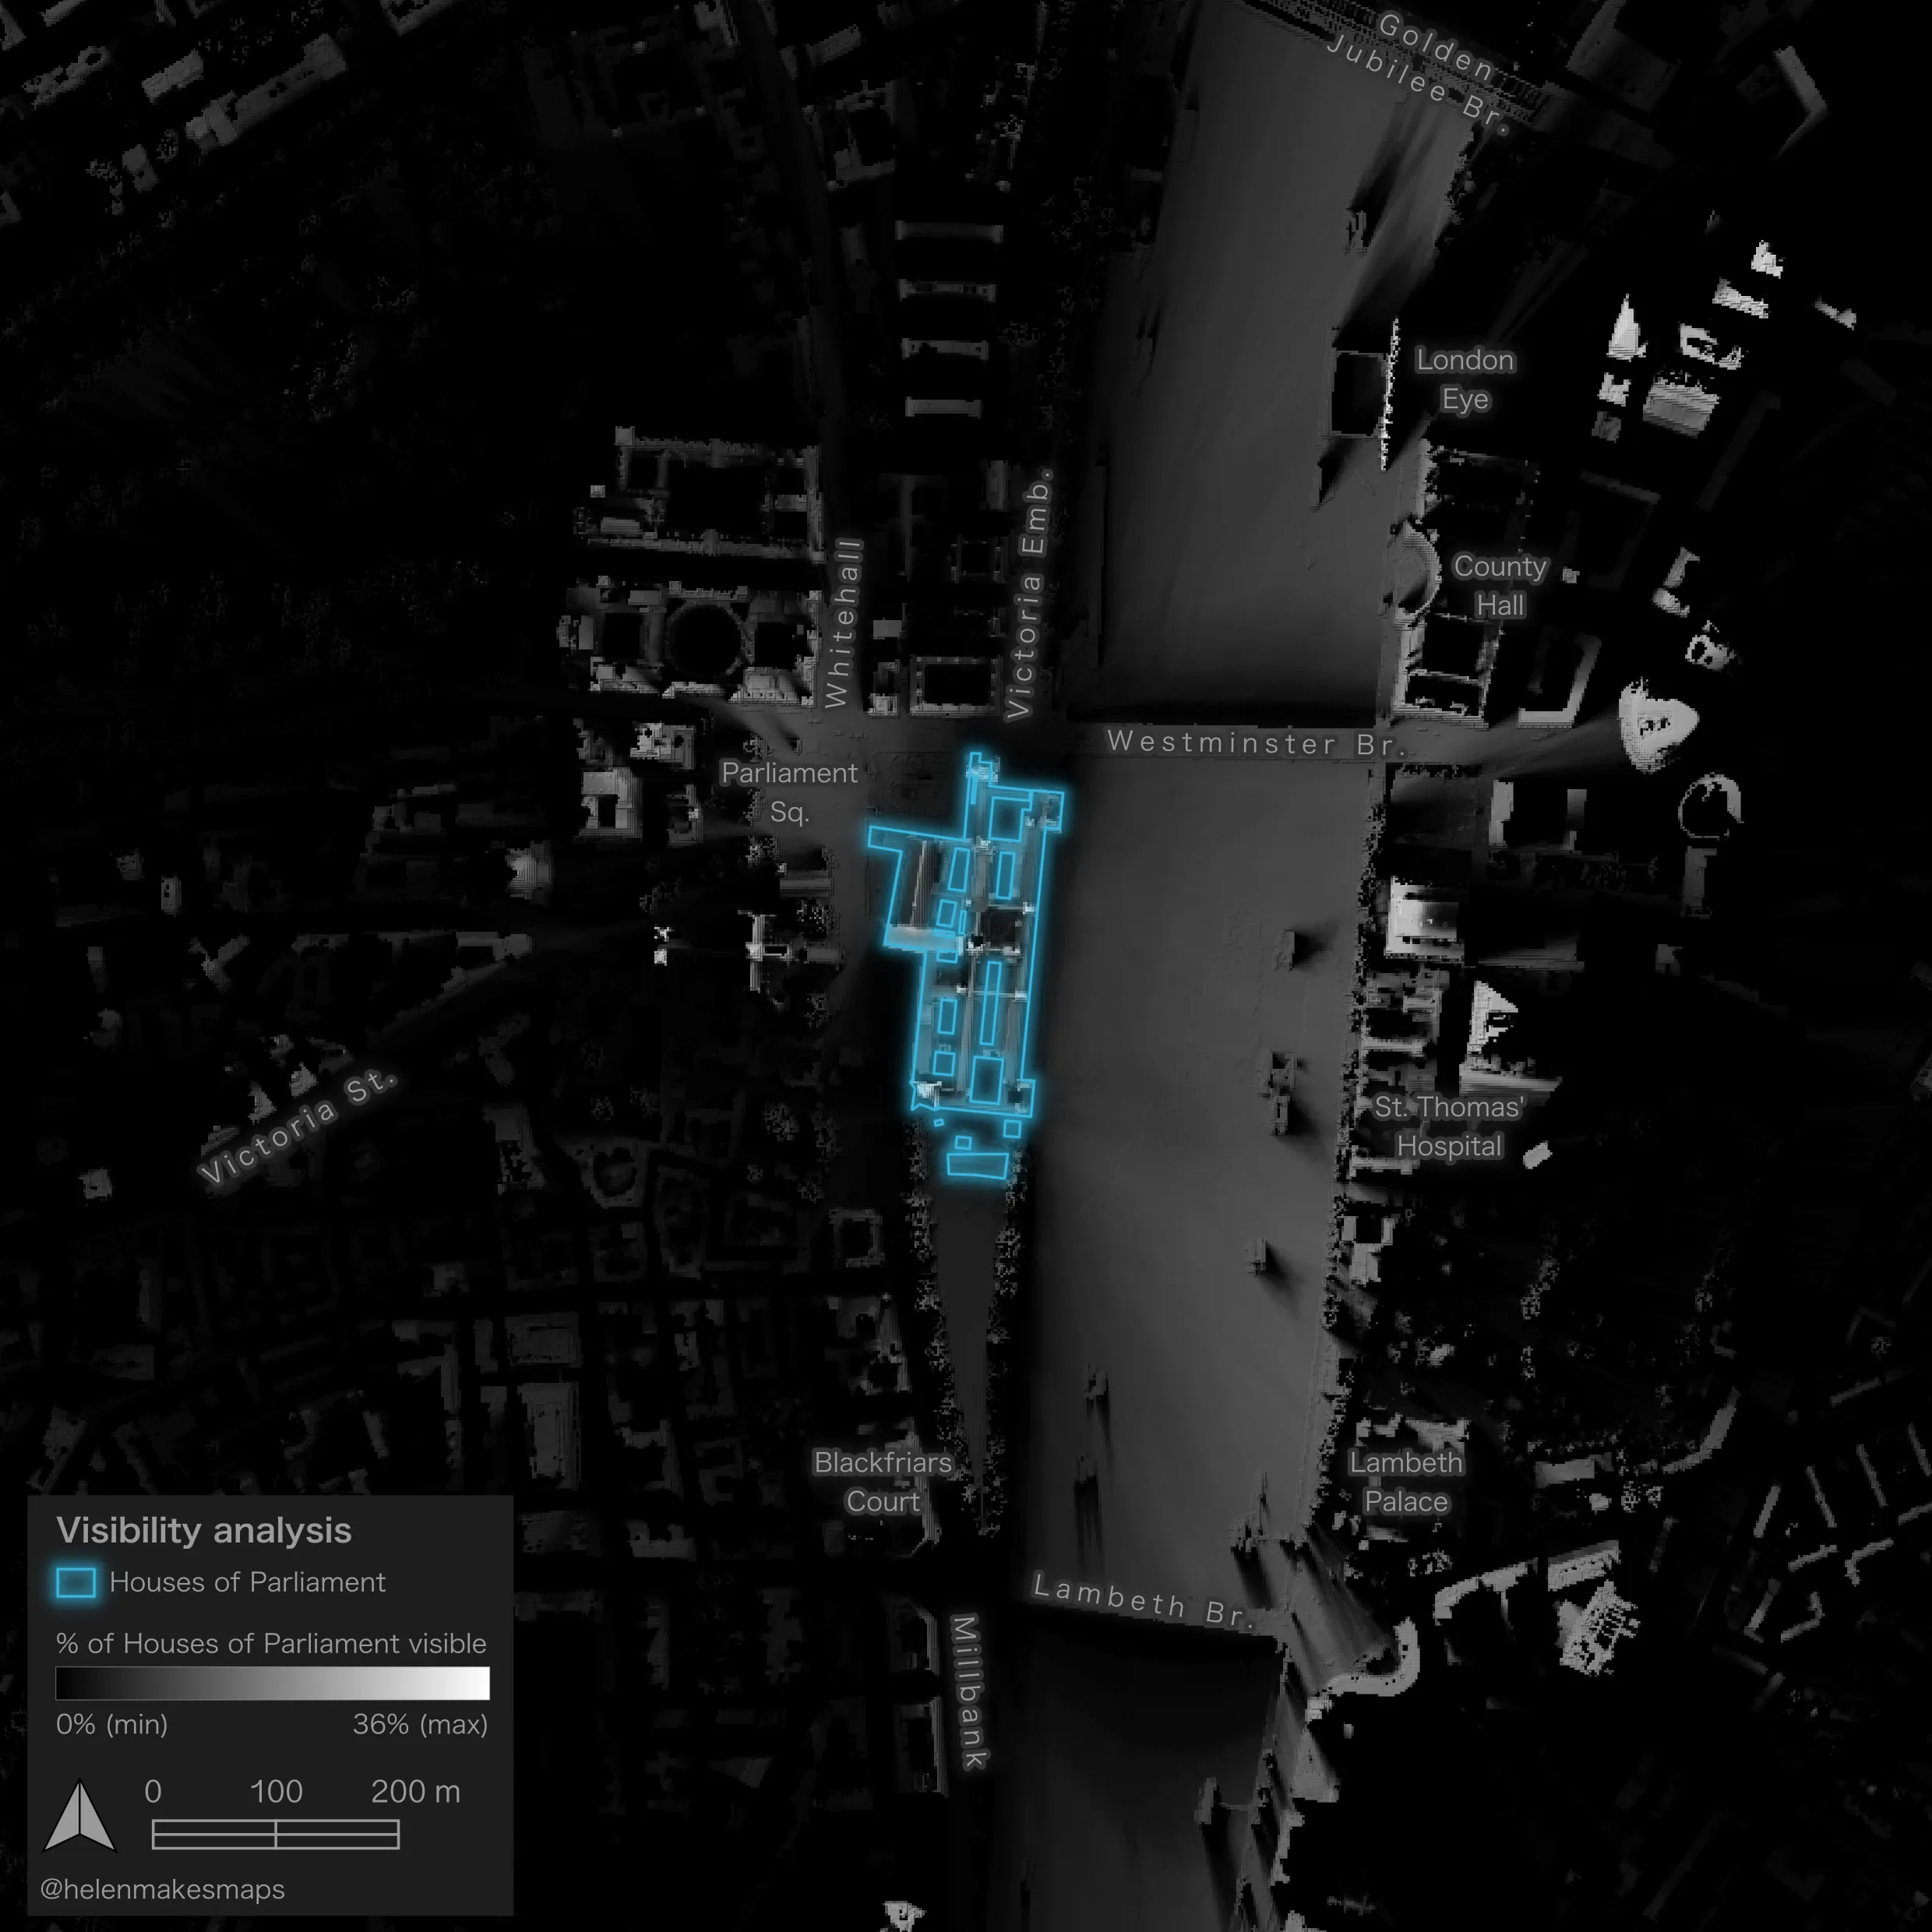 Golden
Jubilee Br.
London
Eye
County
Hall
Whitehall
Victoria Emb.
Westminster Br.
Parliament
Sq.
Victoria St.
St. Thomas'
Hospital
Blackfriars
Court
Lambeth
Palace
Lambeth Br.
Millbank
Visibility analysis
Houses of Parliament
% of Houses of Parliament visible
0% (min) 36% (max)
0 100 200 m
@helenmakesmaps